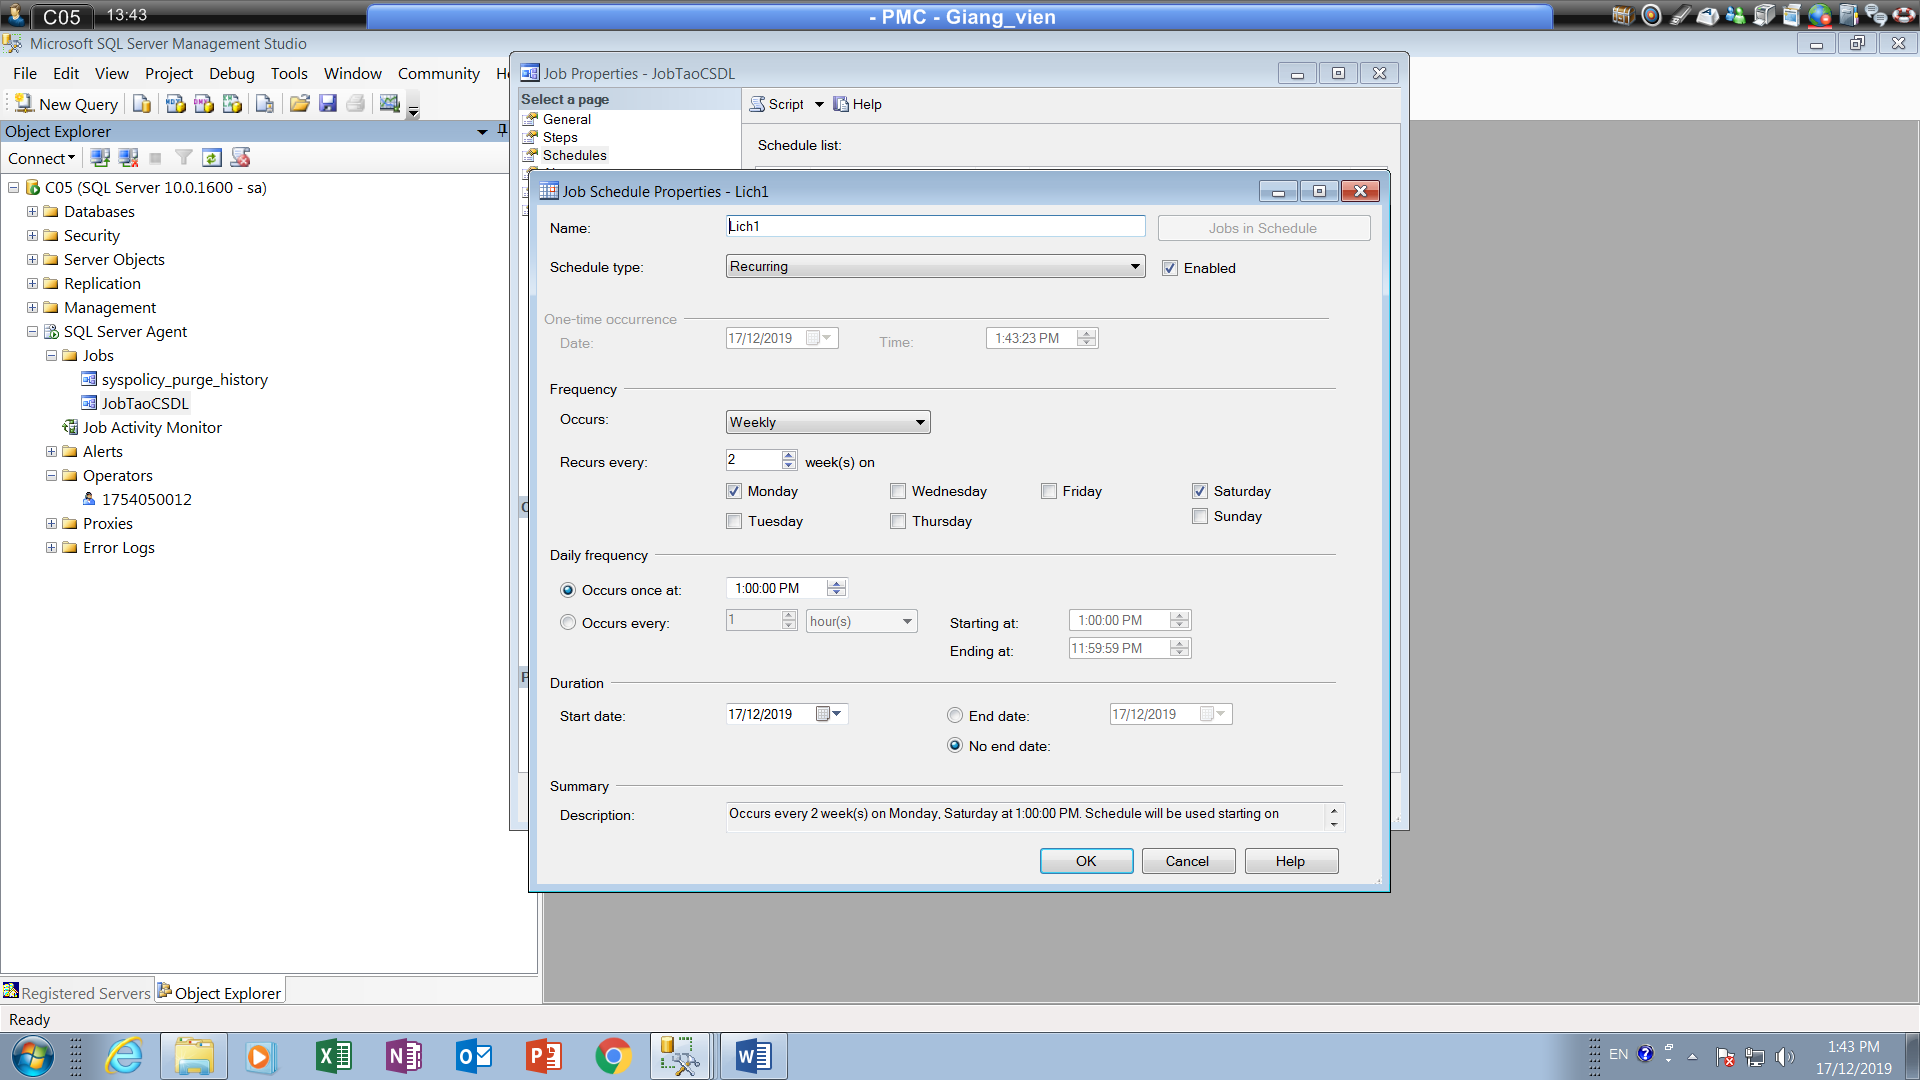 C05
13:43
- PMC - Giang_vien
Microsoft SQL Server Management Studio
File Edit View Project Debug Tools Window Community
New Query
Object Explorer
Connect
C05 (SQL Server 10.0.1600 - sa)
Databases
Security
Server Objects
Replication
Management
SQL Server Agent
Jobs
syspolicy_purge_history
JobTaoCSDL
Job Activity Monitor
Alerts
Operators
1754050012
Proxies
Error Logs
Registered Servers
Object Explorer
Ready
Job Properties - JobTaoCSDL
Select a page
General
Steps
Schedules
Script
Help
Schedule list:
Job Schedule Properties - Lich1
Name:
Lich1
Jobs in Schedule
Schedule type:
Recurring
Enabled
One-time occurrence
Date:
17/12/2019
Time:
1:43:23 PM
Frequency
Occurs:
Weekly
Recurs every:
2
week(s) on
Monday
Wednesday
Friday
Saturday
Tuesday
Thursday
Sunday
Daily frequency
Occurs once at:
1:00:00 PM
Occurs every:
1
hour(s)
Starting at:
1:00:00 PM
Ending at:
11:59:59 PM
Duration
Start date:
17/12/2019
End date:
17/12/2019
No end date:
Summary
Description:
Occurs every 2 week(s) on Monday, Saturday at 1:00:00 PM. Schedule will be used starting on
OK
Cancel
Help
EN
1:43 PM
17/12/2019